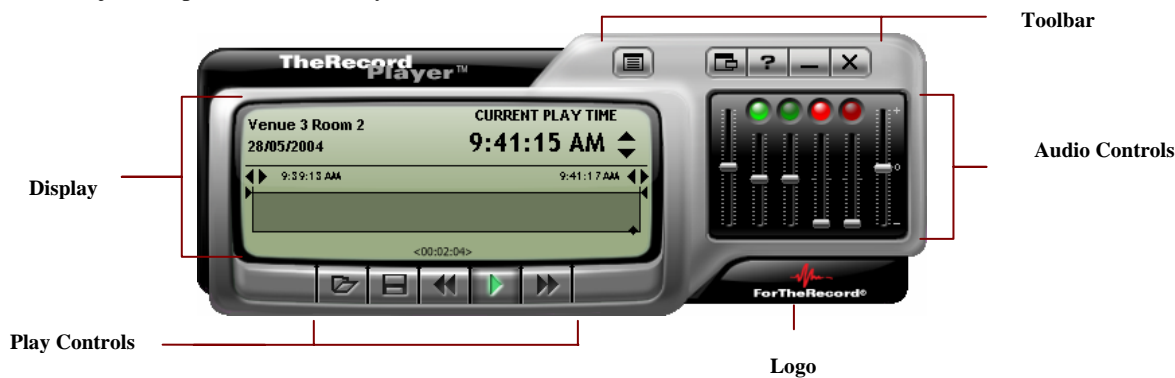 Toolbar
TheRecord
Player™
CURRENT PLAY TIME
Venue 3 Room 2
9:41:15 AM
28/05/2004
Audio Controls
9:39:13 AM
9:41:17 AM
Display
<00:02:04>
ForTheRecord®
Play Controls
Logo